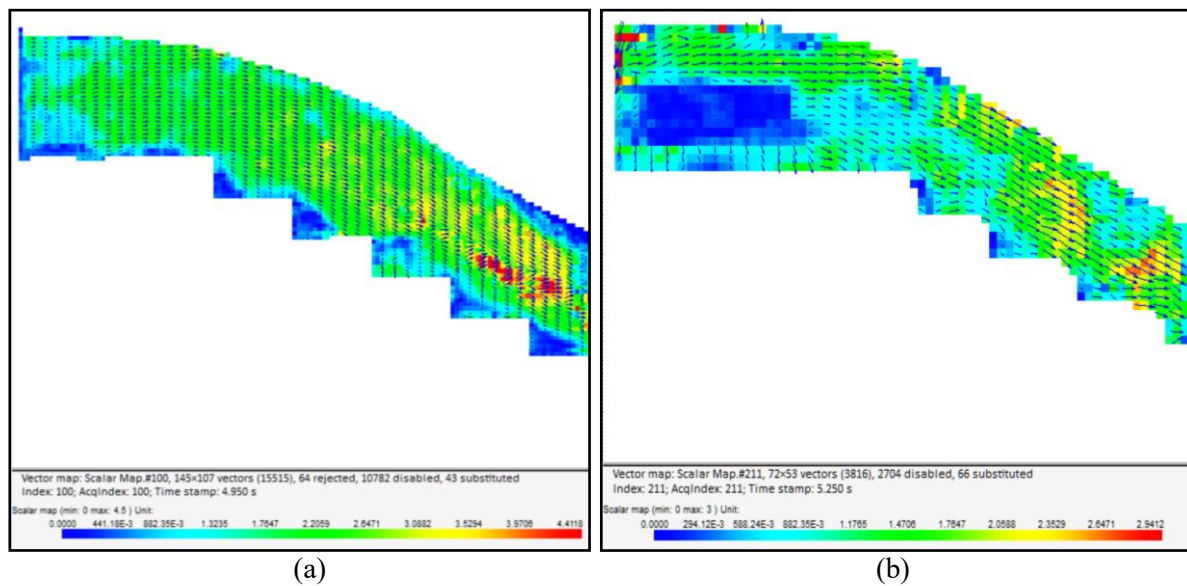 Vector map: Scalar Map.#100, 145×107 vectors (15515), 64 rejected, 10782 disabled, 43 substituted
Index: 100; AcqIndex: 100; Time stamp: 4.950 s
Scalar map (min: 0 max: 4.5 ) Unit:
0.0000 441.18E-3 882.35E-3 1.3235 1.7647 2.2059 2.6471 3.0882 3.5294 3.9706 4.4118
(a)
Vector map: Scalar Map.#211, 72×53 vectors (3816), 2704 disabled, 66 substituted
Index: 211; AcqIndex: 211; Time stamp: 5.250 s
Scalar map (min: 0 max: 3 ) Unit:
0.0000 294.12E-3 588.24E-3 882.35E-3 1.1765 1.4706 1.7647 2.0588 2.3529 2.6471 2.9412
(b)